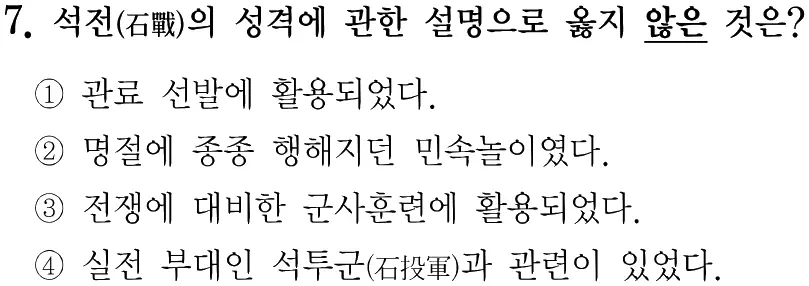 7. 석전(石戰)의 성격에 관한 설명으로 옳지 않은 것은?
① 관료 선발에 활용되었다.
② 명절에 종종 행해지던 민속놀이였다.
③ 전쟁에 대비한 군사훈련에 활용되었다.
④ 실전 부대인 석투군(石投軍)과 관련이 있었다.